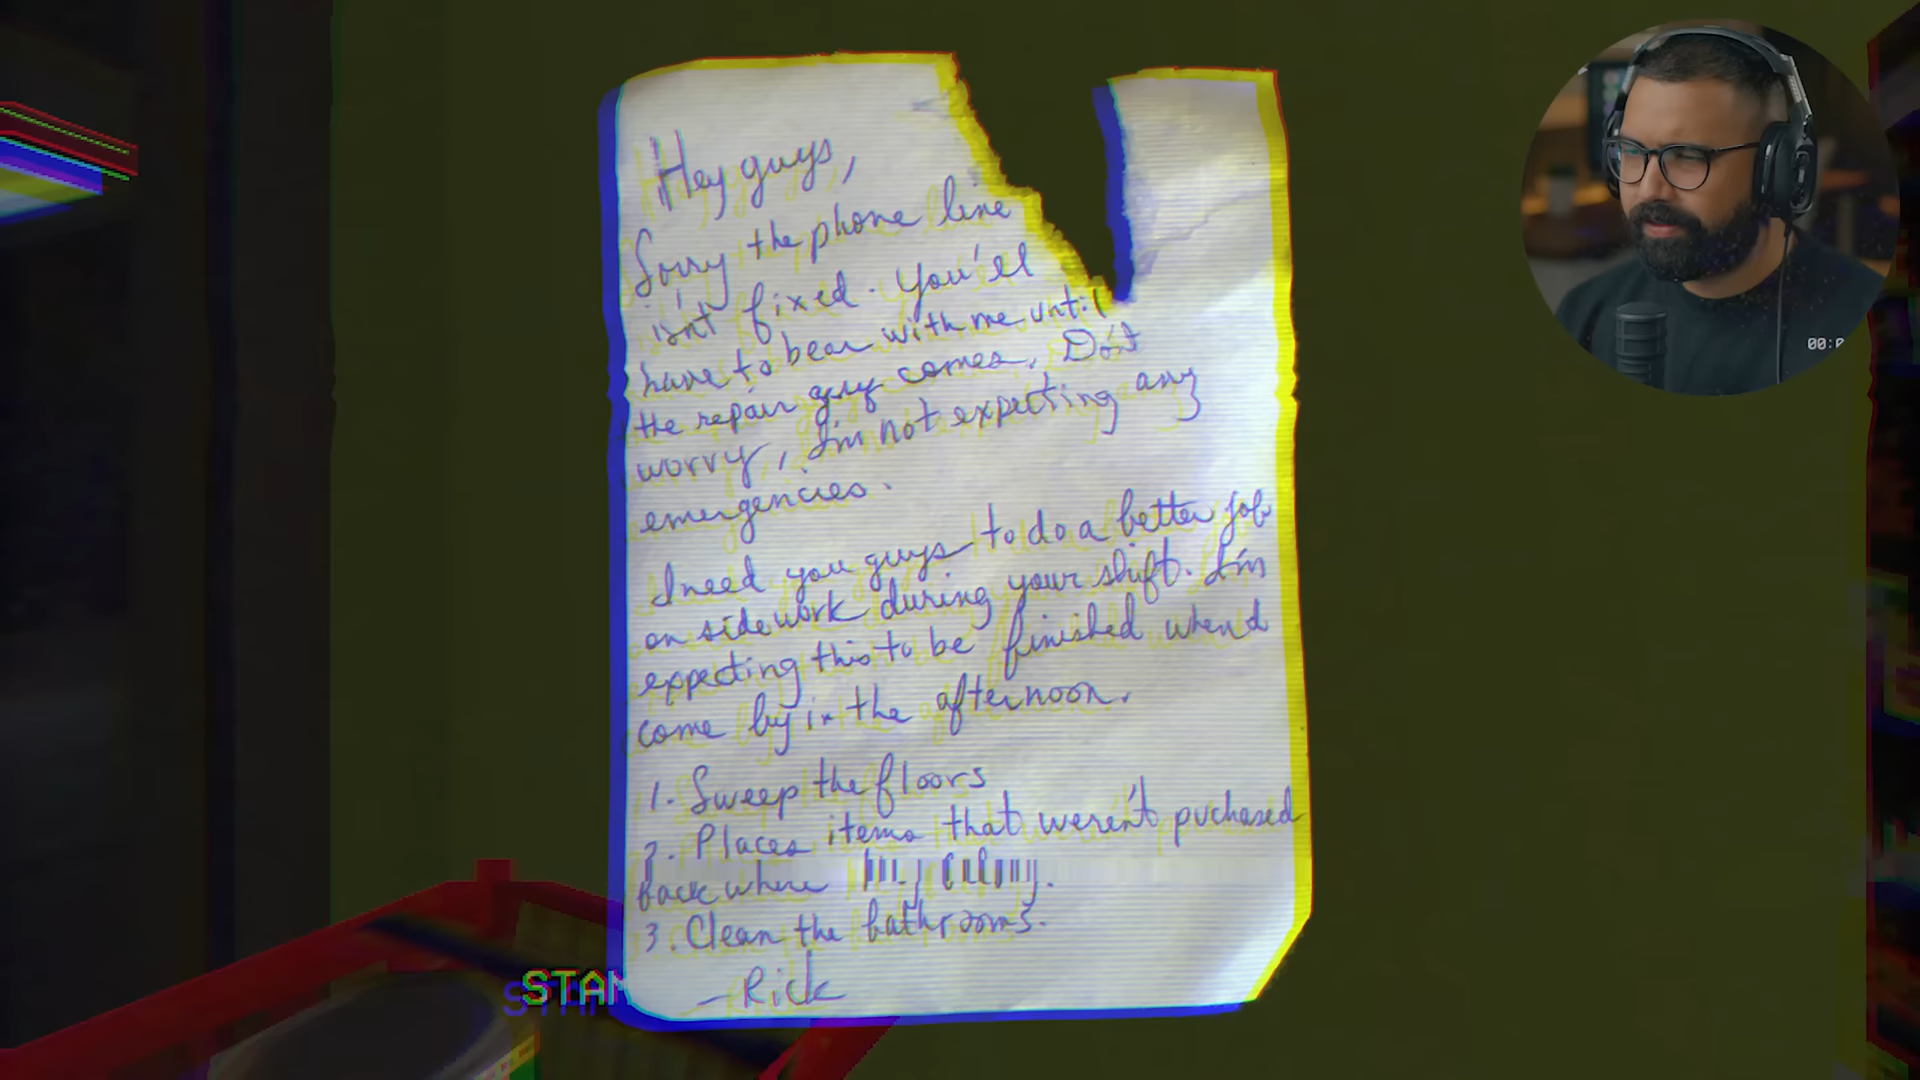 Hey guys,
Sorry the phone line
isn't fixed. You'll
have to bear with me until
the repair guy comes. Don't
worry, I'm not expecting any
emergencies.
I need you guys to do a better job
on sidework during your shift. I'm
expecting this to be finished when I
come by in the afternoon.
1. Sweep the floors
2. Places items that weren't puchased
back where
3. Clean the bathrooms.
- Rick
STAN
00:0